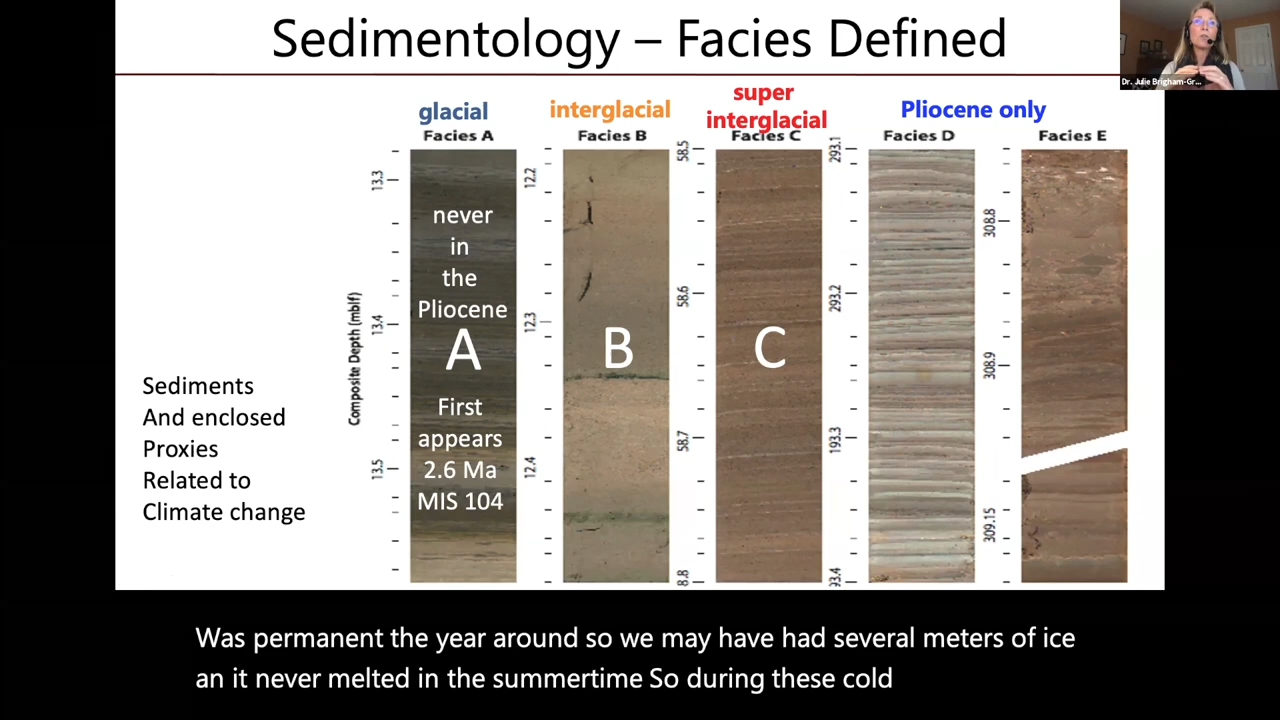 Sedimentology – Facies Defined
Dr. Julie Brigham-Gr...
glacial
interglacial
super
interglacial
Pliocene only
Facies A
Facies B
Facies C
Facies D
Facies E
Composite Depth (mblf)
13.3
13.4
13.5
12.2
12.3
12.4
58.5
58.6
58.7
8.8
293.1
293.2
193.3
93.4
308.8
308.9
309.15
never
in
the
Pliocene
A
First
appears
2.6 Ma
MIS 104
B
C
Sediments
And enclosed
Proxies
Related to
Climate change
Was permanent the year around so we may have had several meters of ice
an it never melted in the summertime So during these cold